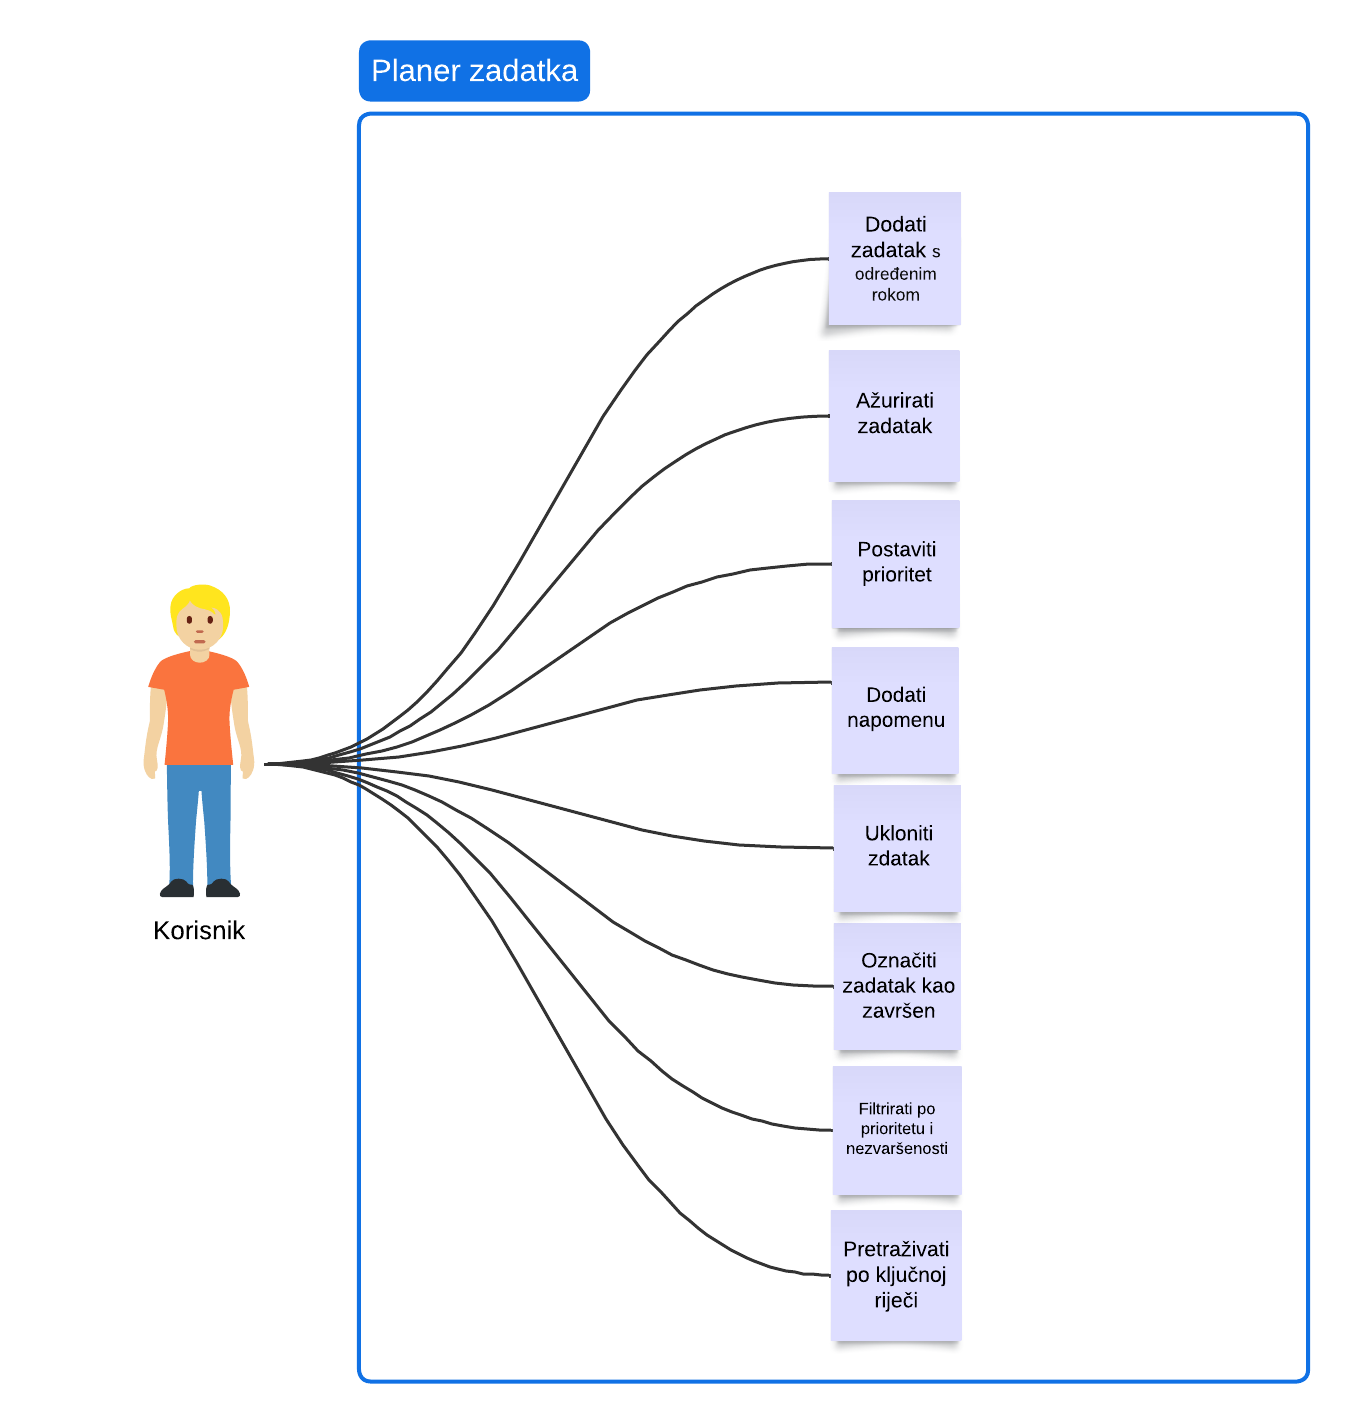 Planer zadatka
Dodati
zadatak s
određenim
rokom
Ažurirati
zadatak
Postaviti
prioritet
Dodati
napomenu
Ukloniti
zdatak
Označiti
zadatak kao
završen
Filtrirati po
prioritetu i
nezvaršenosti
Pretraživati
po ključnoj
riječi
Korisnik